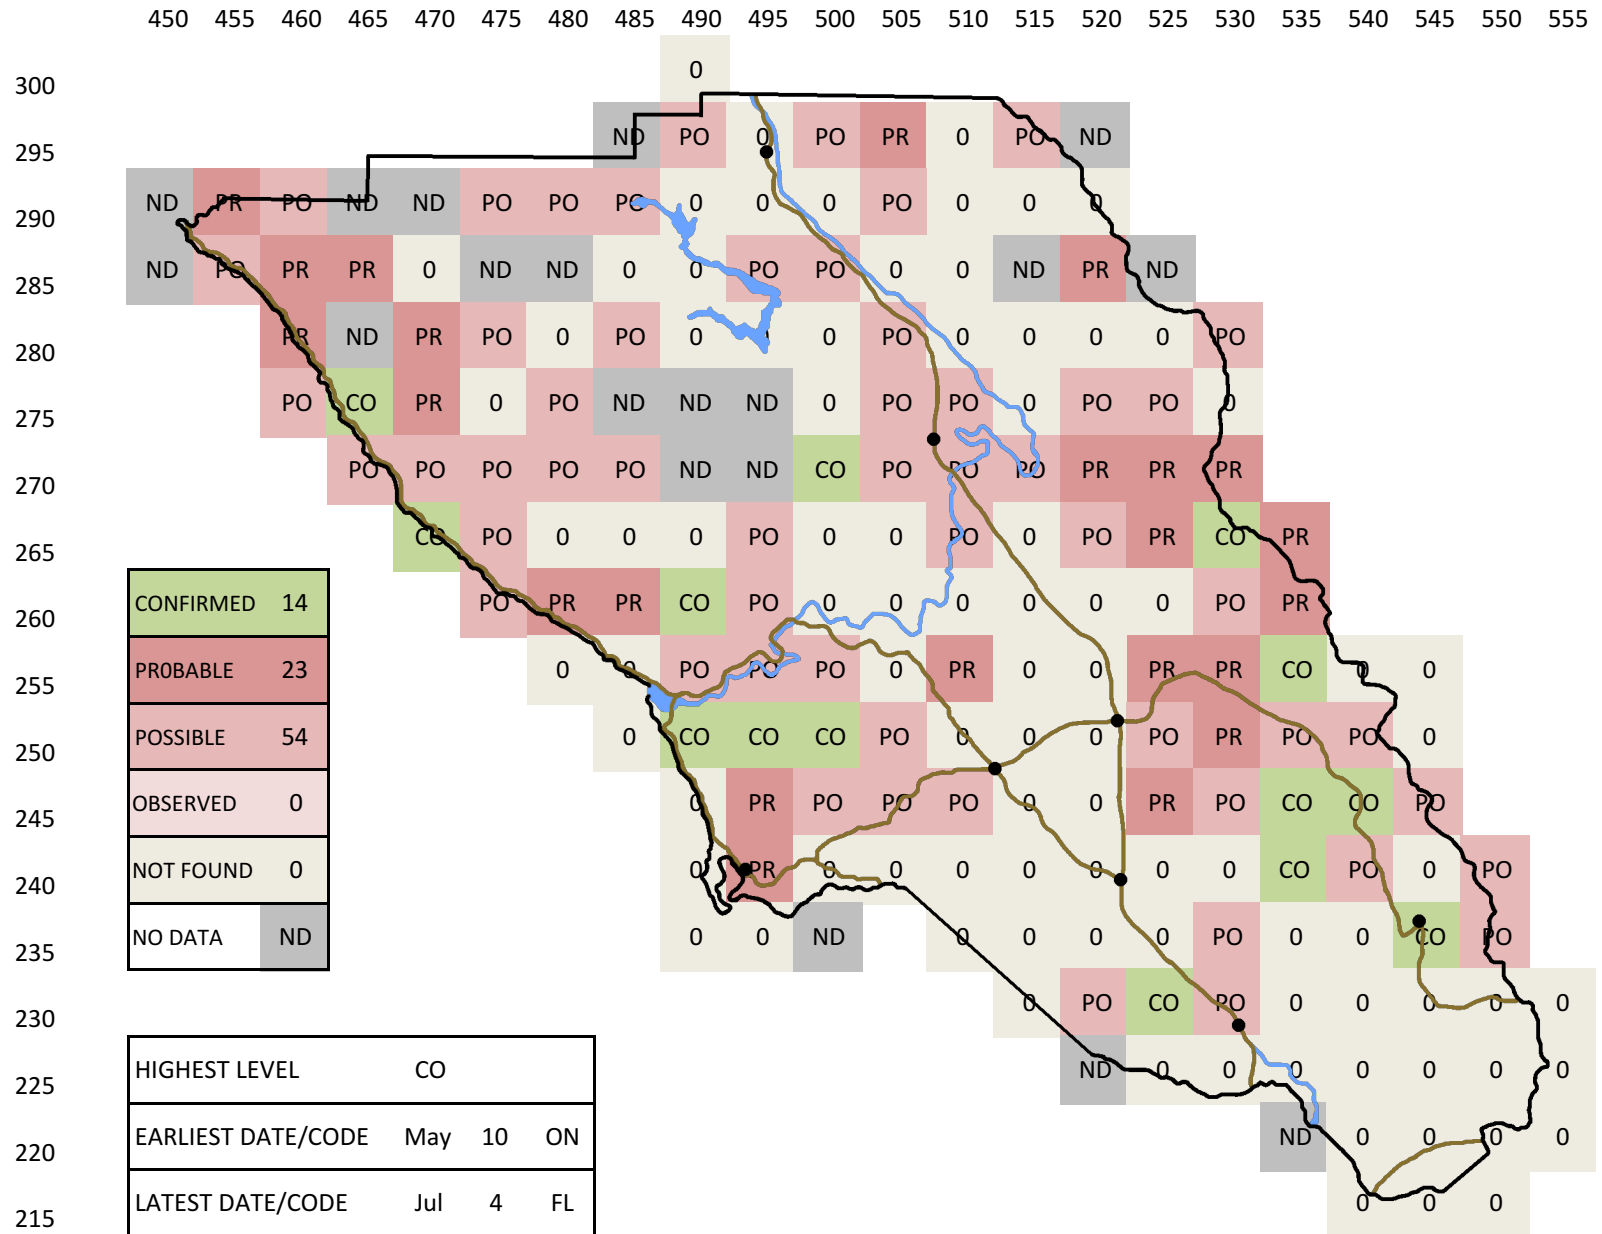 450 455 460 465 470 475 480 485 490 495 500 505 510 515 520 525 530 535 540 545 550 555
0
300
ND PO 0 PO PR 0 PO ND
295
ND PR PO ND ND PO PO PO 0 0 0 PO 0 0 0
290
ND PO PR PR 0 ND ND 0 0 PO PO 0 0 ND PR ND
285
PR ND PR PO 0 PO 0 0 0 PO 0 0 0 0 PO
280
PO CO PR 0 PO ND ND ND 0 PO PO 0 PO PO 0
275
PO PO PO PO PO ND ND CO PO PO PO PR PR PR
270
CO PO 0 0 0 PO 0 0 PO 0 PO PR CO PR
265
PO PR PR CO PO 0 0 0 0 0 0 PO PR
CONFIRMED 14
260
0 0 PO PO PO 0 PR 0 0 PR PR CO 0 0
PR0BABLE 23
255
0 CO CO CO PO 0 0 0 PO PR PO PO 0
POSSIBLE 54
250
0 PR PO PO PO 0 0 PR PO CO CO PO
OBSERVED 0
245
0 PR 0 0 0 0 0 0 0 CO PO 0 PO
NOT FOUND 0
240
0 0 ND 0 0 0 0 PO 0 0 CO PO
NO DATA ND
235
0 PO CO PO 0 0 0 0 0
230
ND 0 0 0 0 0 0 0
HIGHEST LEVEL CO
225
ND 0 0 0 0
EARLIEST DATE/CODE May 10 ON
220
0 0 0
LATEST DATE/CODE Jul 4 FL
215